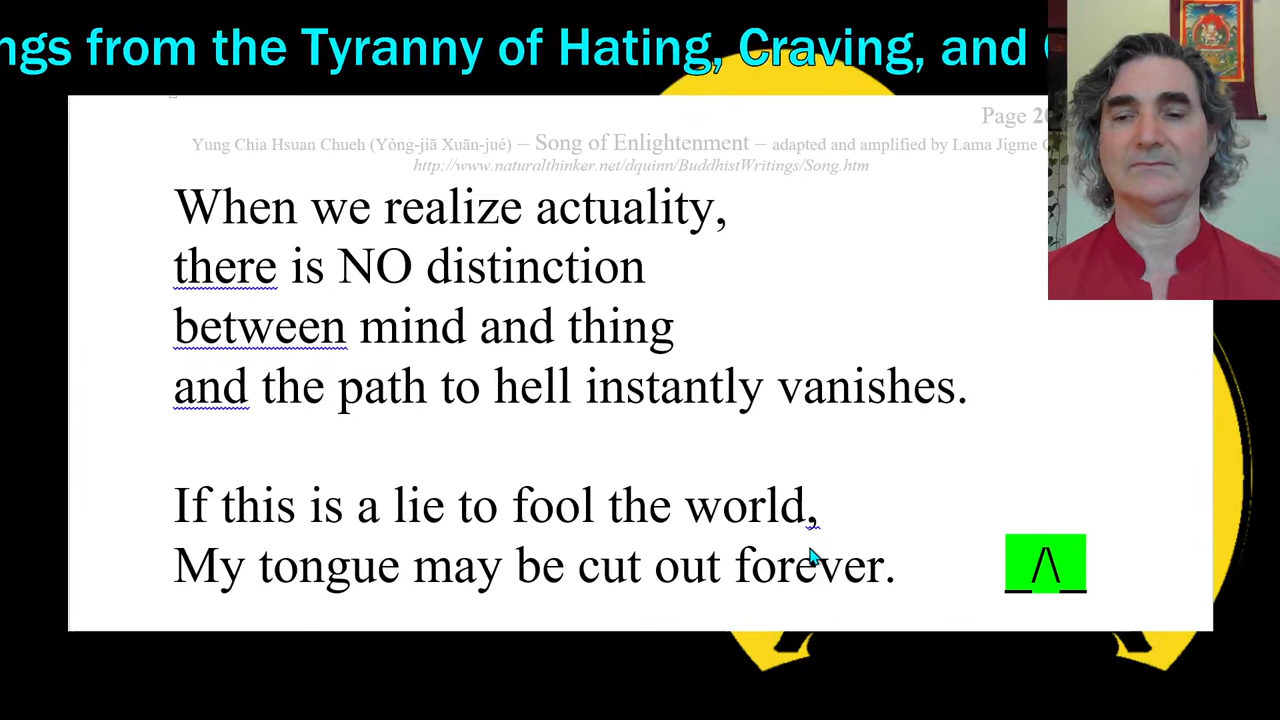 ngs from the Tyranny of Hating, Craving, and
Page
Yung Chia Hsuin Chueh (Yòng-jiā Xuān-jué) – Song of Enlightenment – adapted and amplified by Lama Jigme
http://www.naturalthinker.net/dquinn/BuddhistWritings/Song.htm
When we realize actuality,
there is NO distinction
between mind and thing
and the path to hell instantly vanishes.
If this is a lie to fool the world,
My tongue may be cut out forever.
_/\_